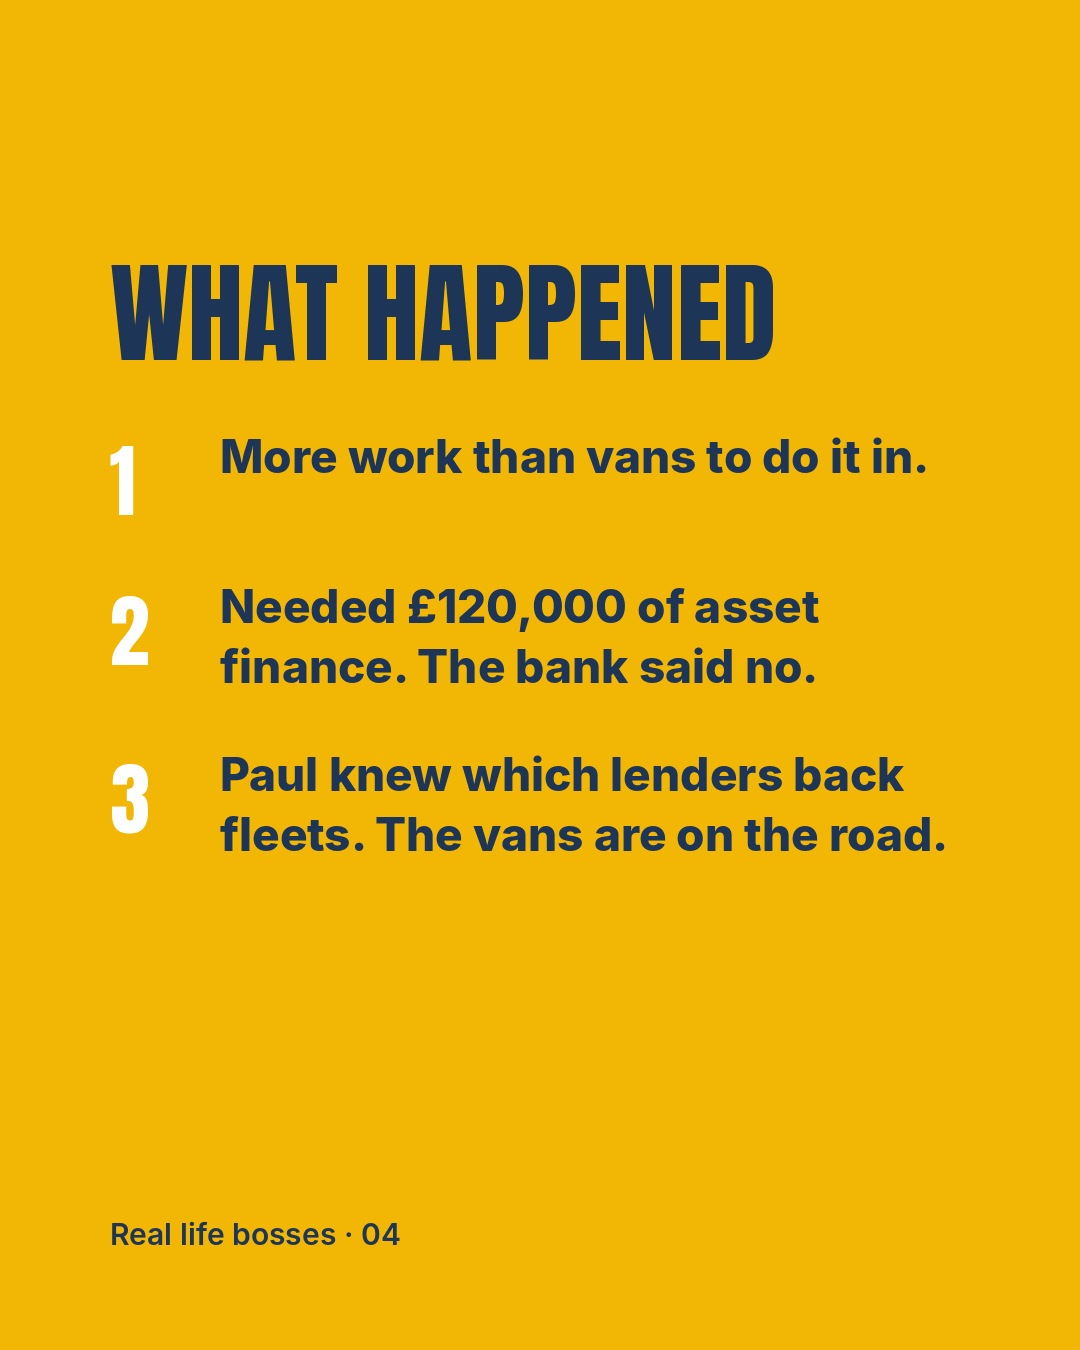 WHAT HAPPENED
1 More work than vans to do it in.
2 Needed £120,000 of asset
finance. The bank said no.
3 Paul knew which lenders back
fleets. The vans are on the road.
Real life bosses · 04